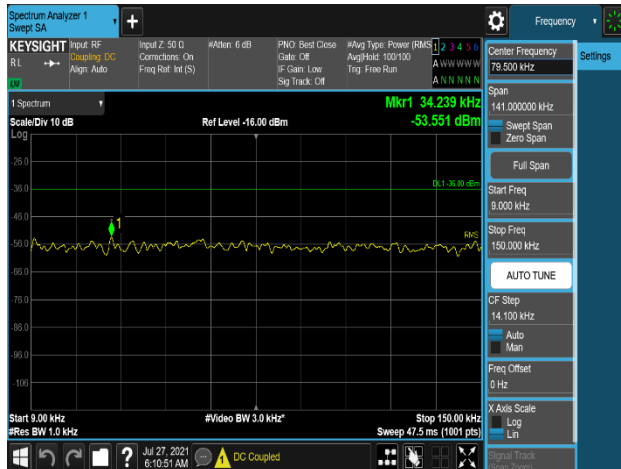 Spectrum Analyzer 1
Swept SA
Frequency
KEYSIGHT
Input: RF
Coupling: DC
Align: Auto
Input Z: 50 Ω
Corrections: On
Freq Ref: Int (S)
#Atten: 6 dB
PNO: Best Close
Gate: Off
IF Gain: Low
Sig Track: Off
#Avg Type: Power (RMS
Avg|Hold: 100/100
Trig: Free Run
1 2 3 4 5 6
A W W W W W
A N N N N N
R L
1 Spectrum
Scale/Div 10 dB
Log
Ref Level -16.00 dBm
Mkr1 34.239 kHz
-53.551 dBm
-26.0
-36.0
DL1 -36.00 dBm
-46.0
1
RMS
-56.0
-66.0
-76.0
-86.0
-96.0
-106
Start 9.00 kHz
#Video BW 3.0 kHz*
Stop 150.00 kHz
#Res BW 1.0 kHz
Sweep 47.5 ms (1001 pts)
Jul 27, 2021
6:10:51 AM
DC Coupled
Center Frequency
79.500 kHz
Settings
Span
141.000000 kHz
Swept Span
Zero Span
Full Span
Start Freq
9.000 kHz
Stop Freq
150.000 kHz
AUTO TUNE
CF Step
14.100 kHz
Auto
Man
Freq Offset
0 Hz
X Axis Scale
Log
Lin
Signal Track
(Span Zoom)